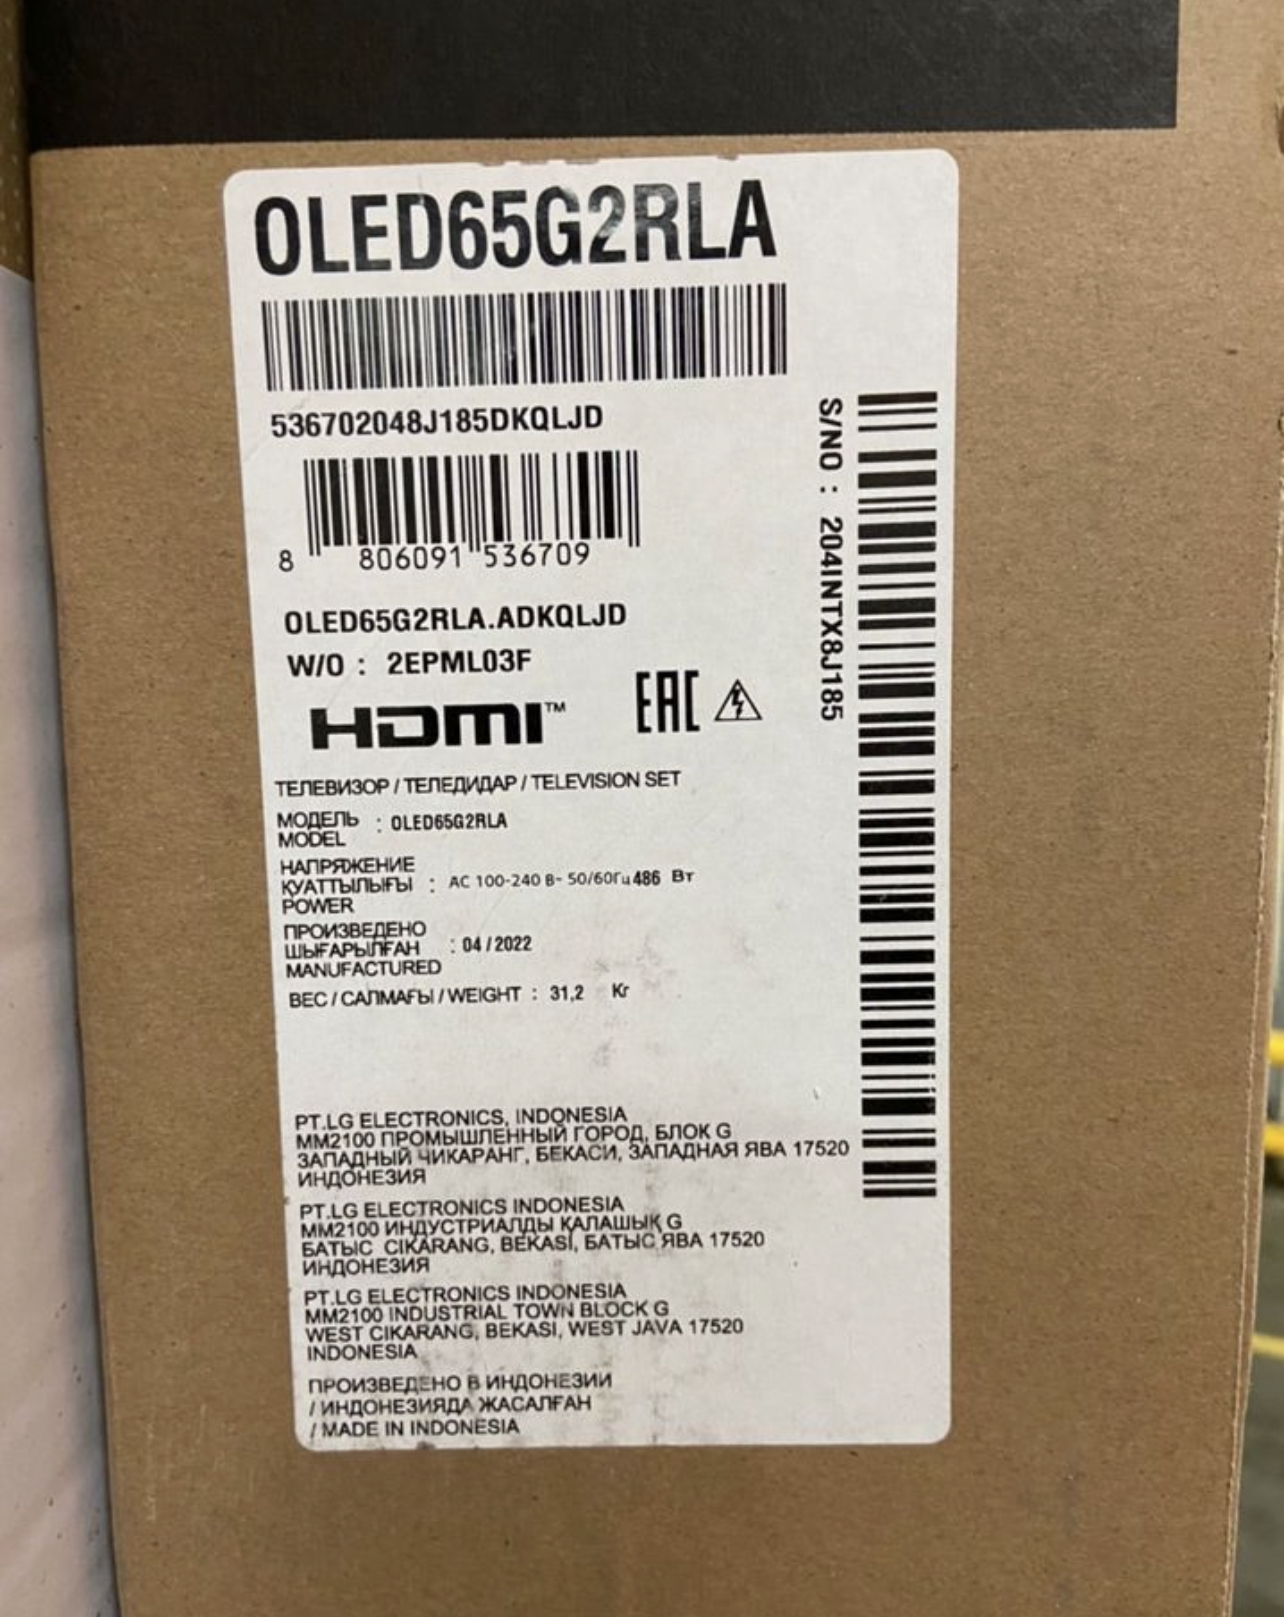 OLED65G2RLA
536702048J185DKQLJD
8 806091 536709
OLED65G2RLA.ADKQLJD
W/O : 2EPML03F
HDMI™
EAC
S/NO : 204INTX8J185
ТЕЛЕВИЗОР / ТЕЛЕДИДАР / TELEVISION SET
МОДЕЛЬ
MODEL : OLED65G2RLA
НАПРЯЖЕНИЕ
ҚУАТТЫЛЫҒЫ : AC 100-240 В~ 50/60Гц 486 Вт
POWER
ПРОИЗВЕДЕНО
ШЫҒАРЫЛҒАН : 04 / 2022
MANUFACTURED
ВЕС / САЛМАҒЫ / WEIGHT : 31,2 Кг
PT.LG ELECTRONICS, INDONESIA
MM2100 ПРОМЫШЛЕННЫЙ ГОРОД, БЛОК G
ЗАПАДНЫЙ ЧИКАРАНГ, БЕКАСИ, ЗАПАДНАЯ ЯВА 17520
ИНДОНЕЗИЯ
PT.LG ELECTRONICS INDONESIA
MM2100 ИНДУСТРИАЛДЫ ҚАЛАШЫҚ G
БАТЫС CIKARANG, BEKASI, БАТЫС ЯВА 17520
ИНДОНЕЗИЯ
PT.LG ELECTRONICS INDONESIA
MM2100 INDUSTRIAL TOWN BLOCK G
WEST CIKARANG, BEKASI, WEST JAVA 17520
INDONESIA
ПРОИЗВЕДЕНО В ИНДОНЕЗИИ
/ ИНДОНЕЗИЯДА ЖАСАЛҒАН
/ MADE IN INDONESIA